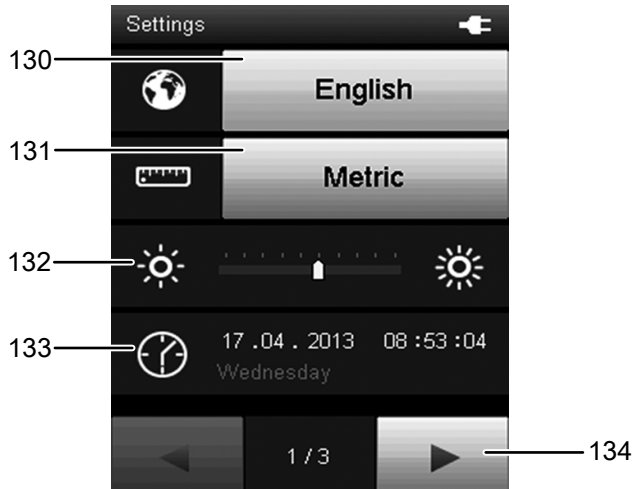 Settings
130
English
131
Metric
132
133
17 .04 . 2013 08 :53 :04
Wednesday
1 / 3
134